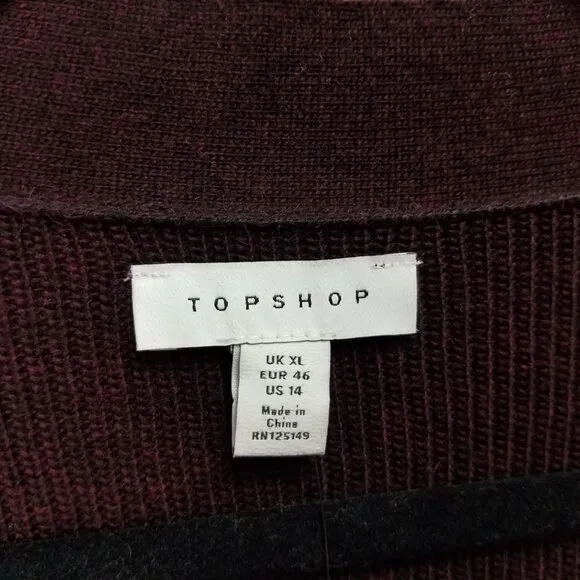 TOPSHOP
UK XL
EUR 46
US 14
Made in
China
RN125149